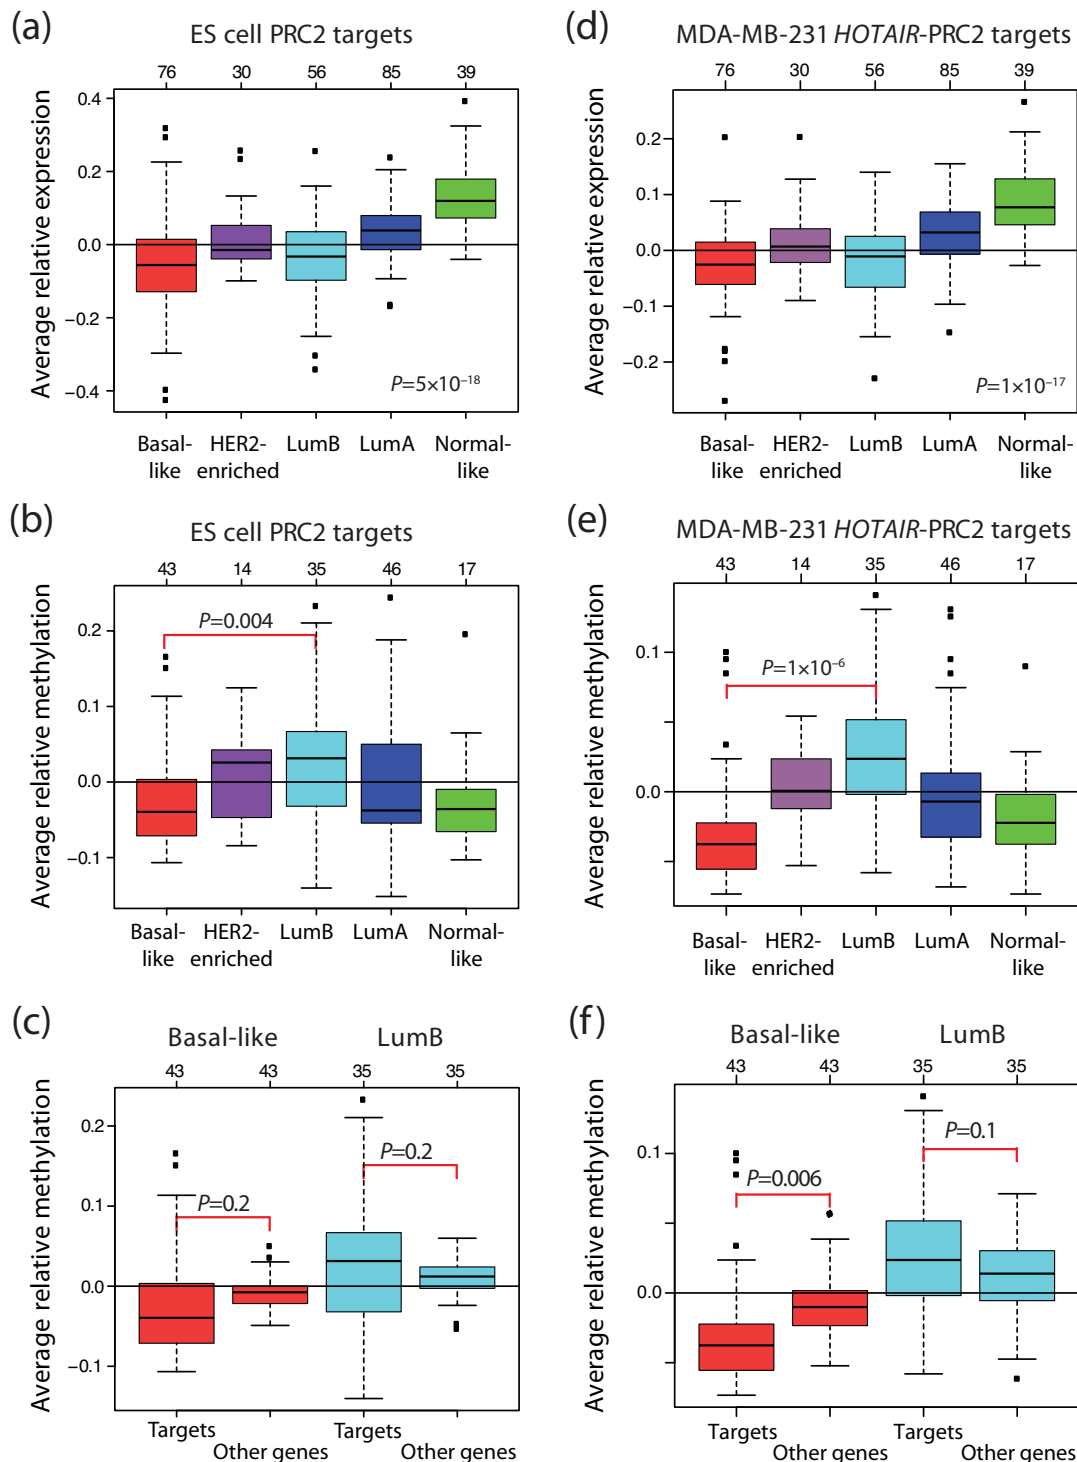 (a)
ES cell PRC2 targets
76 30 56 85 39
Average relative expression
0.4
0.2
0.0
−0.2
−0.4
P=5×10⁻¹⁸
Basal-like HER2-enriched LumB LumA Normal-like
(d)
MDA-MB-231 HOTAIR-PRC2 targets
76 30 56 85 39
Average relative expression
0.2
0.1
0.0
−0.1
−0.2
P=1×10⁻¹⁷
Basal-like HER2-enriched LumB LumA Normal-like
(b)
ES cell PRC2 targets
43 14 35 46 17
Average relative methylation
0.2
0.1
0.0
−0.1
P=0.004
Basal-like HER2-enriched LumB LumA Normal-like
(e)
MDA-MB-231 HOTAIR-PRC2 targets
43 14 35 46 17
Average relative methylation
0.1
0.0
P=1×10⁻⁶
Basal-like HER2-enriched LumB LumA Normal-like
(c)
Basal-like LumB
43 43 35 35
Average relative methylation
0.2
0.1
0.0
−0.1
P=0.2
P=0.2
Targets Other genes Targets Other genes
(f)
Basal-like LumB
43 43 35 35
Average relative methylation
0.1
0.0
P=0.006
P=0.1
Targets Other genes Targets Other genes